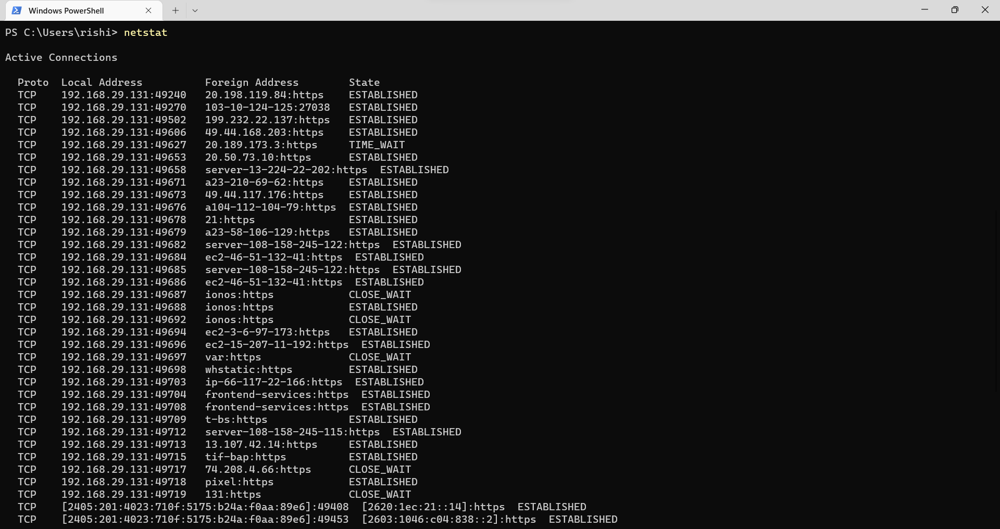 Windows PowerShell
PS C:\Users\rishi> netstat
Active Connections
  Proto  Local Address          Foreign Address        State
  TCP    192.168.29.131:49240   20.198.119.84:https    ESTABLISHED
  TCP    192.168.29.131:49270   103-10-124-125:27038   ESTABLISHED
  TCP    192.168.29.131:49502   199.232.22.137:https   ESTABLISHED
  TCP    192.168.29.131:49606   49.44.168.203:https    ESTABLISHED
  TCP    192.168.29.131:49627   20.189.173.3:https     TIME_WAIT
  TCP    192.168.29.131:49653   20.50.73.10:https      ESTABLISHED
  TCP    192.168.29.131:49658   server-13-224-22-202:https  ESTABLISHED
  TCP    192.168.29.131:49671   a23-210-69-62:https    ESTABLISHED
  TCP    192.168.29.131:49673   49.44.117.176:https    ESTABLISHED
  TCP    192.168.29.131:49676   a104-112-104-79:https  ESTABLISHED
  TCP    192.168.29.131:49678   21:https               ESTABLISHED
  TCP    192.168.29.131:49679   a23-58-106-129:https   ESTABLISHED
  TCP    192.168.29.131:49682   server-108-158-245-122:https  ESTABLISHED
  TCP    192.168.29.131:49684   ec2-46-51-132-41:https  ESTABLISHED
  TCP    192.168.29.131:49685   server-108-158-245-122:https  ESTABLISHED
  TCP    192.168.29.131:49686   ec2-46-51-132-41:https  ESTABLISHED
  TCP    192.168.29.131:49687   ionos:https            CLOSE_WAIT
  TCP    192.168.29.131:49688   ionos:https            ESTABLISHED
  TCP    192.168.29.131:49692   ionos:https            CLOSE_WAIT
  TCP    192.168.29.131:49694   ec2-3-6-97-173:https   ESTABLISHED
  TCP    192.168.29.131:49696   ec2-15-207-11-192:https  ESTABLISHED
  TCP    192.168.29.131:49697   var:https              CLOSE_WAIT
  TCP    192.168.29.131:49698   whstatic:https         ESTABLISHED
  TCP    192.168.29.131:49703   ip-66-117-22-166:https  ESTABLISHED
  TCP    192.168.29.131:49704   frontend-services:https  ESTABLISHED
  TCP    192.168.29.131:49708   frontend-services:https  ESTABLISHED
  TCP    192.168.29.131:49709   t-bs:https             ESTABLISHED
  TCP    192.168.29.131:49712   server-108-158-245-115:https  ESTABLISHED
  TCP    192.168.29.131:49713   13.107.42.14:https     ESTABLISHED
  TCP    192.168.29.131:49715   tif-bap:https          ESTABLISHED
  TCP    192.168.29.131:49717   74.208.4.66:https      CLOSE_WAIT
  TCP    192.168.29.131:49718   pixel:https            ESTABLISHED
  TCP    192.168.29.131:49719   131:https              CLOSE_WAIT
  TCP    [2405:201:4023:710f:5175:b24a:f0aa:89e6]:49408  [2620:1ec:21::14]:https  ESTABLISHED
  TCP    [2405:201:4023:710f:5175:b24a:f0aa:89e6]:49453  [2603:1046:c04:838::2]:https  ESTABLISHED